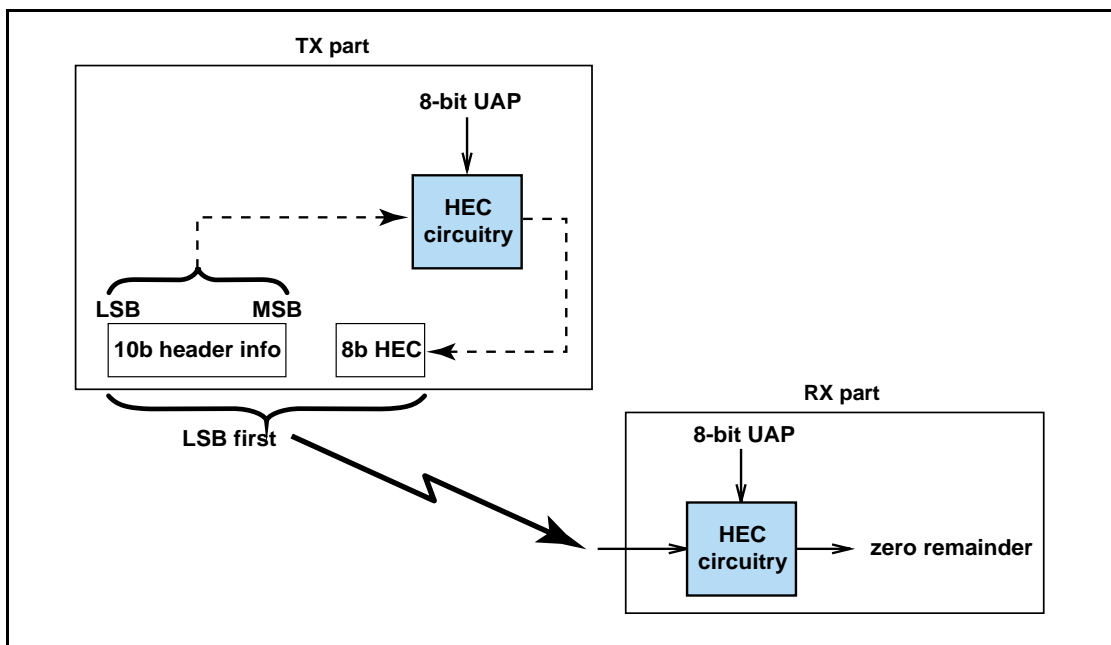 TX part
8-bit UAP
HEC
circuitry
LSB
MSB
10b header info
8b HEC
LSB first
RX part
8-bit UAP
HEC
circuitry
zero remainder